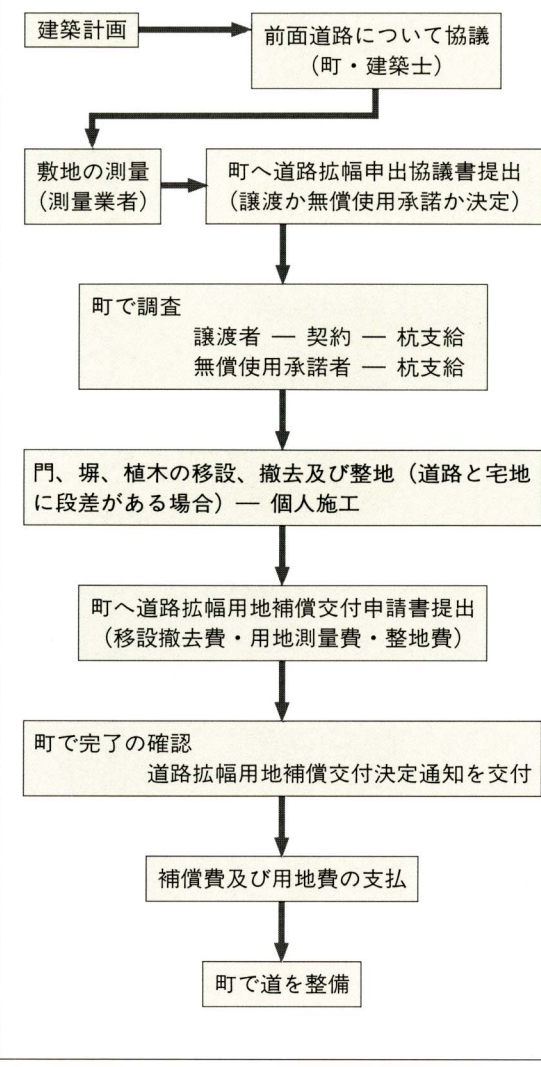 建築計画
前面道路について協議
（町・建築士）
敷地の測量
（測量業者）
町へ道路拡幅申出協議書提出
（譲渡か無償使用承諾か決定）
町で調査
譲渡者 ― 契約 ― 杭支給
無償使用承諾者 ― 杭支給
門、塀、植木の移設、撤去及び整地（道路と宅地
に段差がある場合）― 個人施工
町へ道路拡幅用地補償交付申請書提出
（移設撤去費・用地測量費・整地費）
町で完了の確認
道路拡幅用地補償交付決定通知を交付
補償費及び用地費の支払
町で道を整備